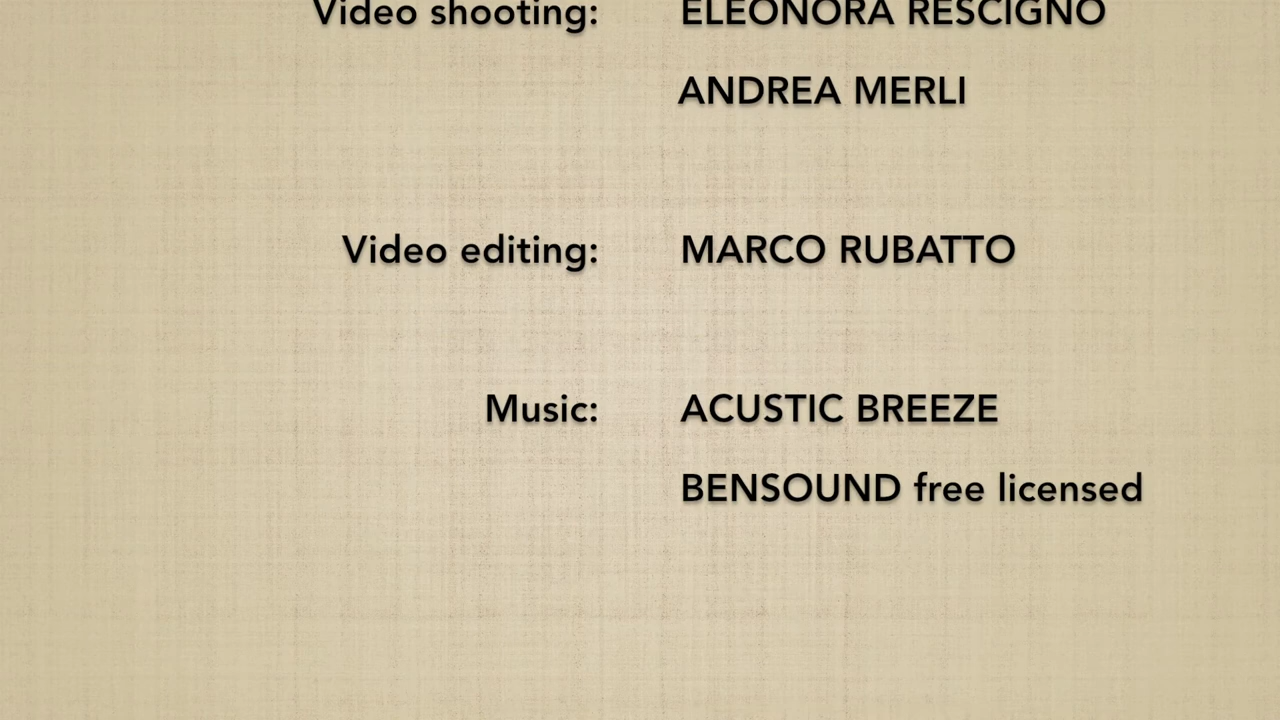 Video shooting: ELEONORA RESCIGNO
ANDREA MERLI
Video editing: MARCO RUBATTO
Music: ACUSTIC BREEZE
BENSOUND free licensed